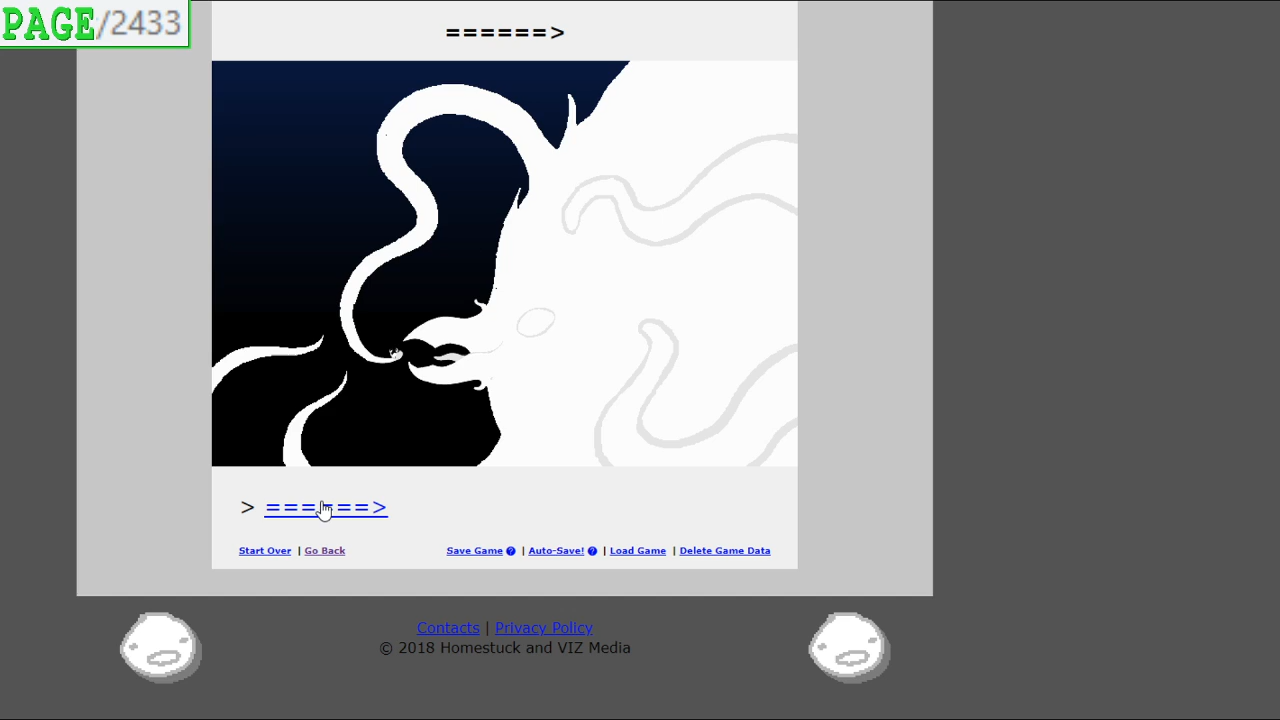 PAGE/2433
======>
> ======>
Start Over | Go Back Save Game ? | Auto-Save! ? | Load Game | Delete Game Data
Contacts | Privacy Policy
© 2018 Homestuck and VIZ Media